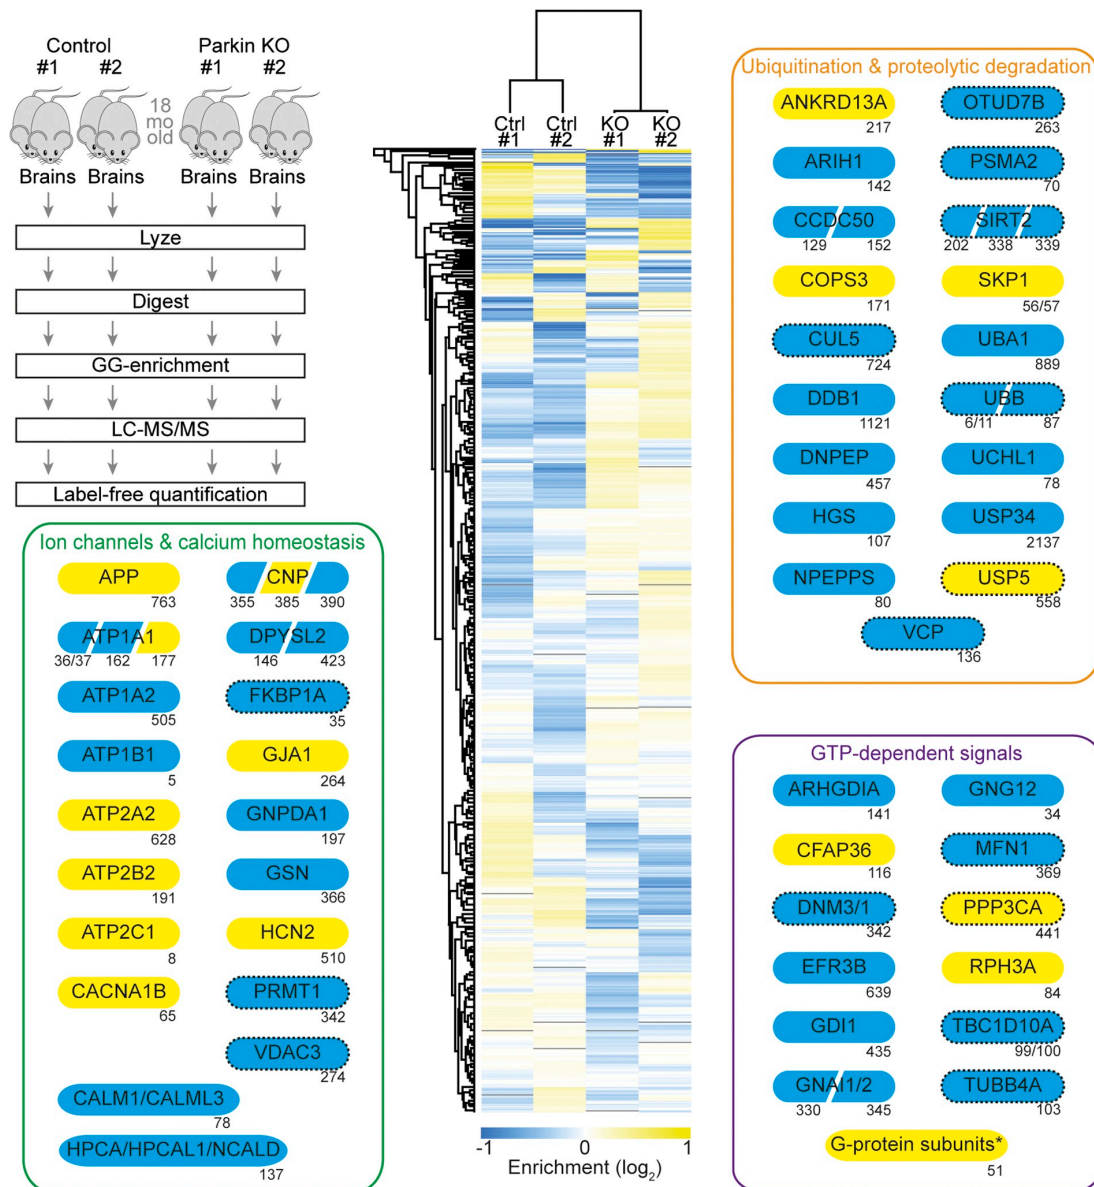 Control
#1 #2
Parkin KO
#1 #2
18
mo
old
Brains Brains Brains Brains
Lyze
Digest
GG-enrichment
LC-MS/MS
Label-free quantification
Ctrl Ctrl KO KO
#1 #2 #1 #2
-1 0 1
Enrichment (log2)
Ion channels & calcium homeostasis
APP CNP
763 355 385 390
ATP1A1 DPYSL2
36/37 162 177 146 423
ATP1A2 FKBP1A
505 35
ATP1B1 GJA1
5 264
ATP2A2 GNPDA1
628 197
ATP2B2 GSN
191 366
ATP2C1 HCN2
8 510
CACNA1B PRMT1
65 342
VDAC3
274
CALM1/CALML3
78
HPCA/HPCAL1/NCALD
137
Ubiquitination & proteolytic degradation
ANKRD13A OTUD7B
217 263
ARIH1 PSMA2
142 70
CCDC50 SIRT2
129 152 202 338 339
COPS3 SKP1
171 56/57
CUL5 UBA1
724 889
DDB1 UBB
1121 6/11 87
DNPEP UCHL1
457 78
HGS USP34
107 2137
NPEPPS USP5
80 558
VCP
136
GTP-dependent signals
ARHGDIA GNG12
141 34
CFAP36 MFN1
116 369
DNM3/1 PPP3CA
342 441
EFR3B RPH3A
639 84
GDI1 TBC1D10A
435 99/100
GNAI1/2 TUBB4A
330 345 103
G-protein subunits*
51